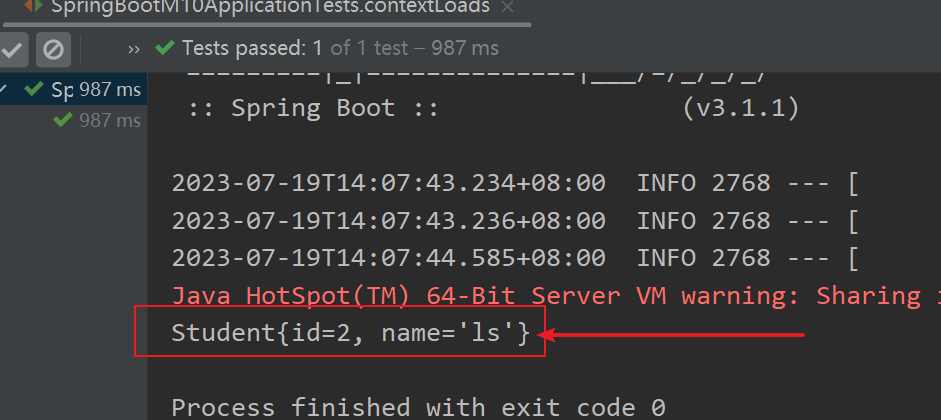 SpringBootM10ApplicationTests.contextLoads
Tests passed: 1 of 1 test – 987 ms
Sp 987 ms
987 ms
=========|_|==============|___/=/_/_/_/
:: Spring Boot :: (v3.1.1)
2023-07-19T14:07:43.234+08:00 INFO 2768 --- [
2023-07-19T14:07:43.236+08:00 INFO 2768 --- [
2023-07-19T14:07:44.585+08:00 INFO 2768 --- [
Java HotSpot(TM) 64-Bit Server VM warning: Sharing
Student{id=2, name='ls'}
Process finished with exit code 0